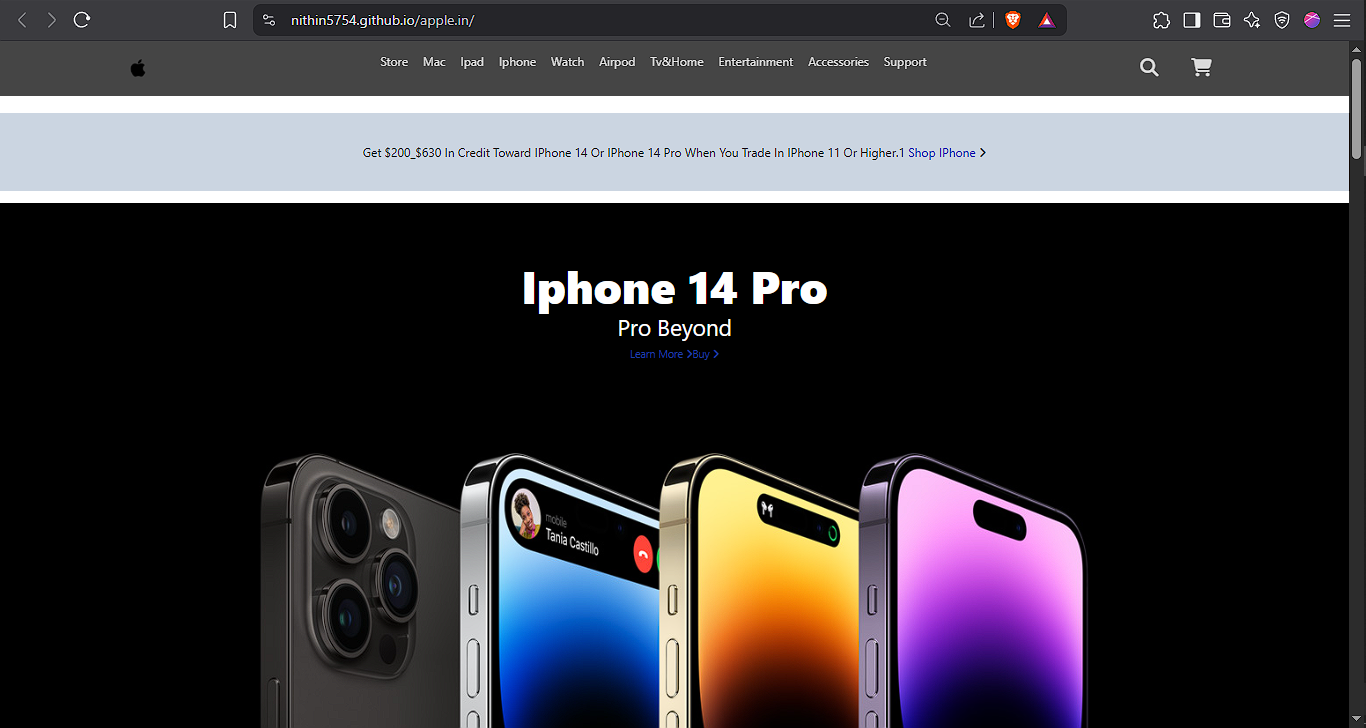 nithin5754.github.io/apple.in/
Store Mac Ipad Iphone Watch Airpod Tv&Home Entertainment Accessories Support
Get $200_$630 In Credit Toward IPhone 14 Or IPhone 14 Pro When You Trade In IPhone 11 Or Higher.1 Shop IPhone
Iphone 14 Pro
Pro Beyond
Learn More Buy
mobile
Tania Castillo